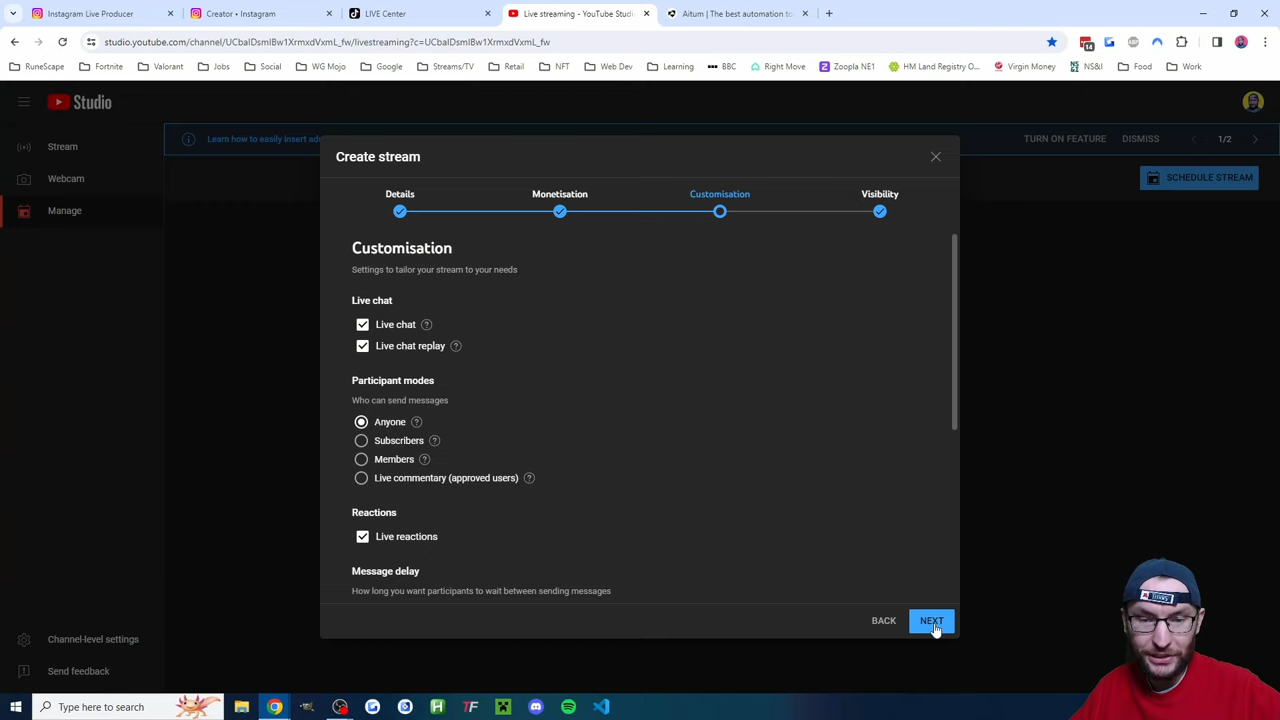 Instagram Live Producer
Creator • Instagram
LIVE Center
Live streaming - YouTube Studi
Aitum | The best automation to
studio.youtube.com/channel/UCbaIDsmIBw1XrmxdVxmL_fw/livestreaming?c=UCbaIDsmIBw1XrmxdVxmL_fw
14
RuneScape
Fortnite
Valorant
Jobs
Social
WG Mojo
Google
Streams/TV
Retail
NFT
Web Dev
Learning
BBC
Right Move
Zoopla NE1
HM Land Registry O...
Virgin Money
NS&I
Food
Work
Studio
Stream
Webcam
Manage
Learn how to easily insert ad
TURN ON FEATURE
DISMISS
1/2
SCHEDULE STREAM
Create stream
Details
Monetisation
Customisation
Visibility
Customisation
Settings to tailor your stream to your needs
Live chat
Live chat
Live chat replay
Participant modes
Who can send messages
Anyone
Subscribers
Members
Live commentary (approved users)
Reactions
Live reactions
Message delay
How long you want participants to wait between sending messages
BACK
NEXT
Channel-level settings
Send feedback
Type here to search